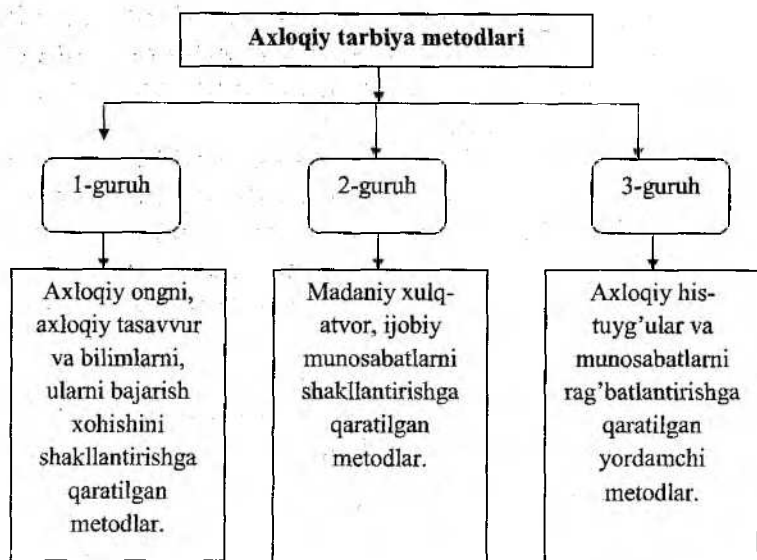 Axloqiy tarbiya metodlari
1-guruh
2-guruh
3-guruh
Axloqiy ongni,
axloqiy tasavvur
va bilimlarni,
ularni bajarish
xohishini
shakllantirishga
qaratilgan
metodlar.
Madaniy xulq-
atvor, ijobiy
munosabatlarni
shakllantirishga
qaratilgan
metodlar.
Axloqiy his-
tuyg'ular va
munosabatlarni
rag'batlantirishga
qaratilgan
yordamchi
metodlar.